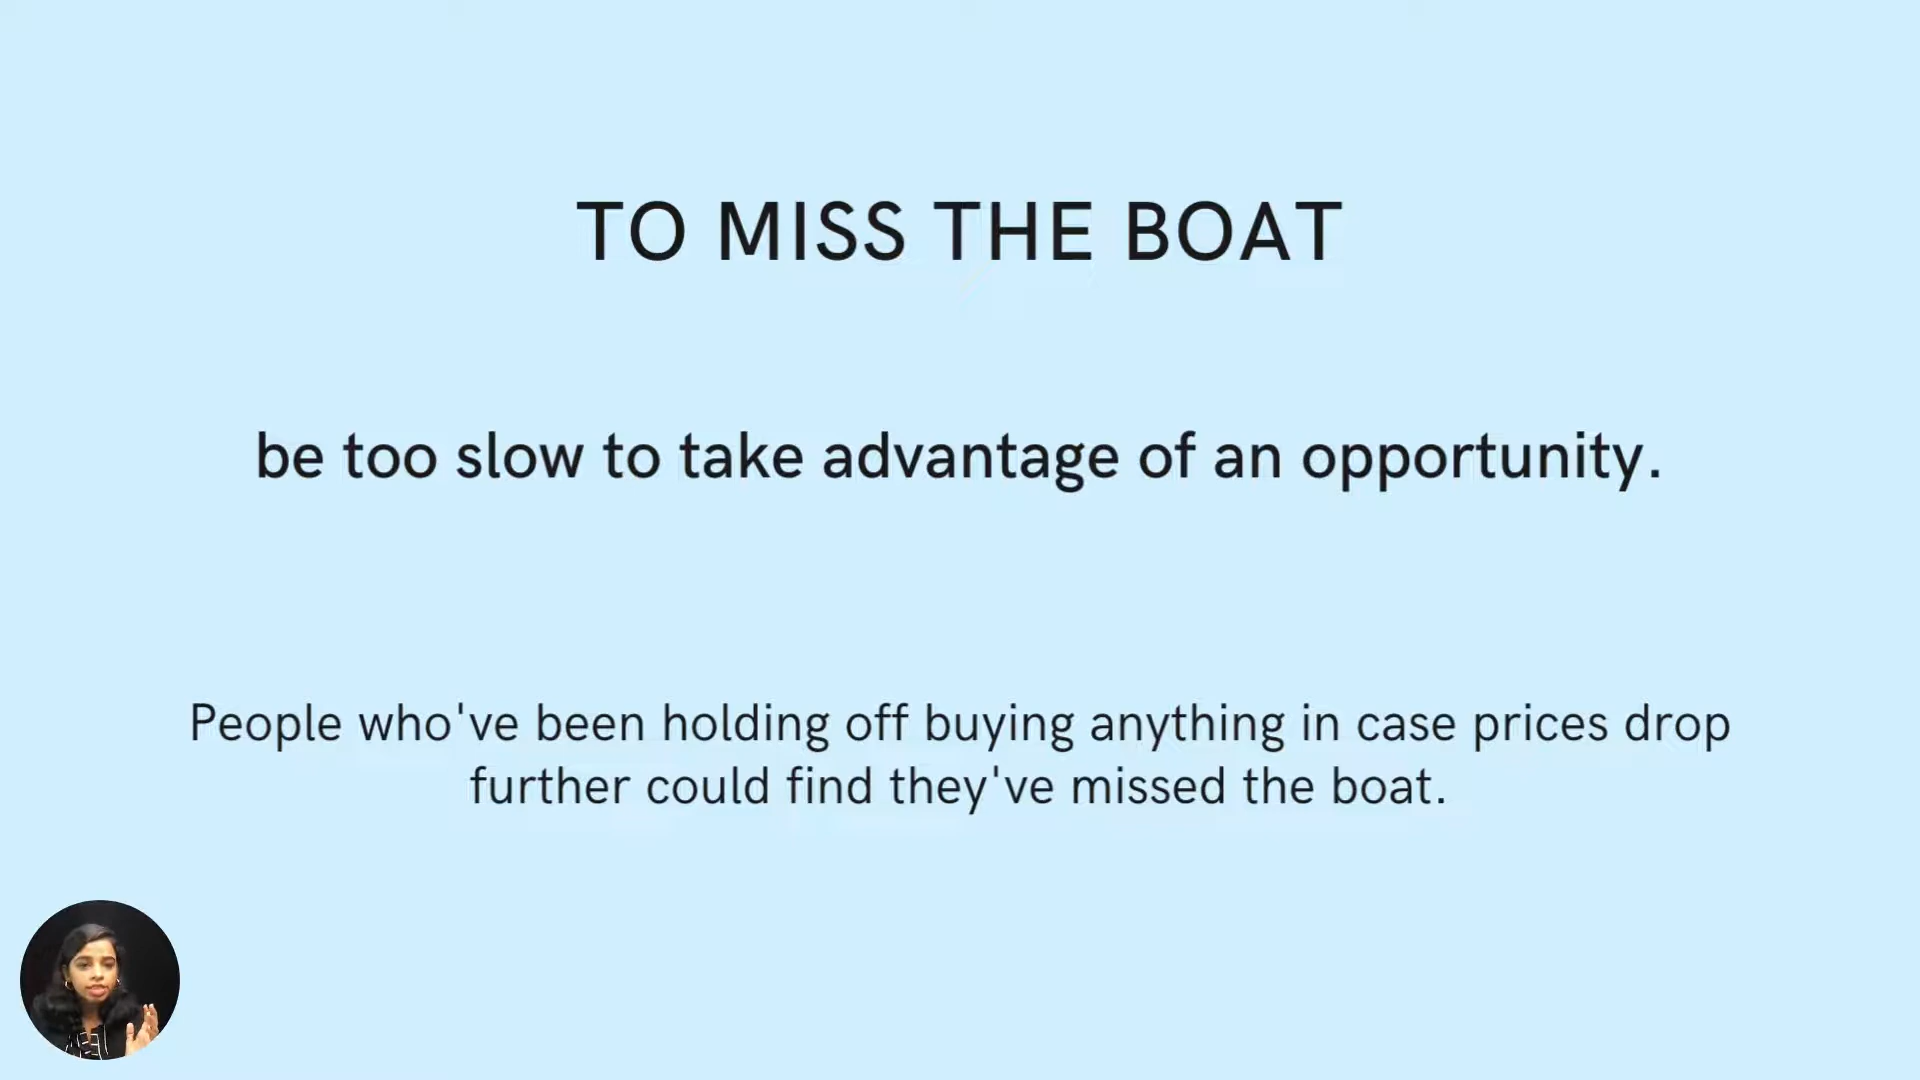 TO MISS THE BOAT
be too slow to take advantage of an opportunity.
People who've been holding off buying anything in case prices drop
further could find they've missed the boat.